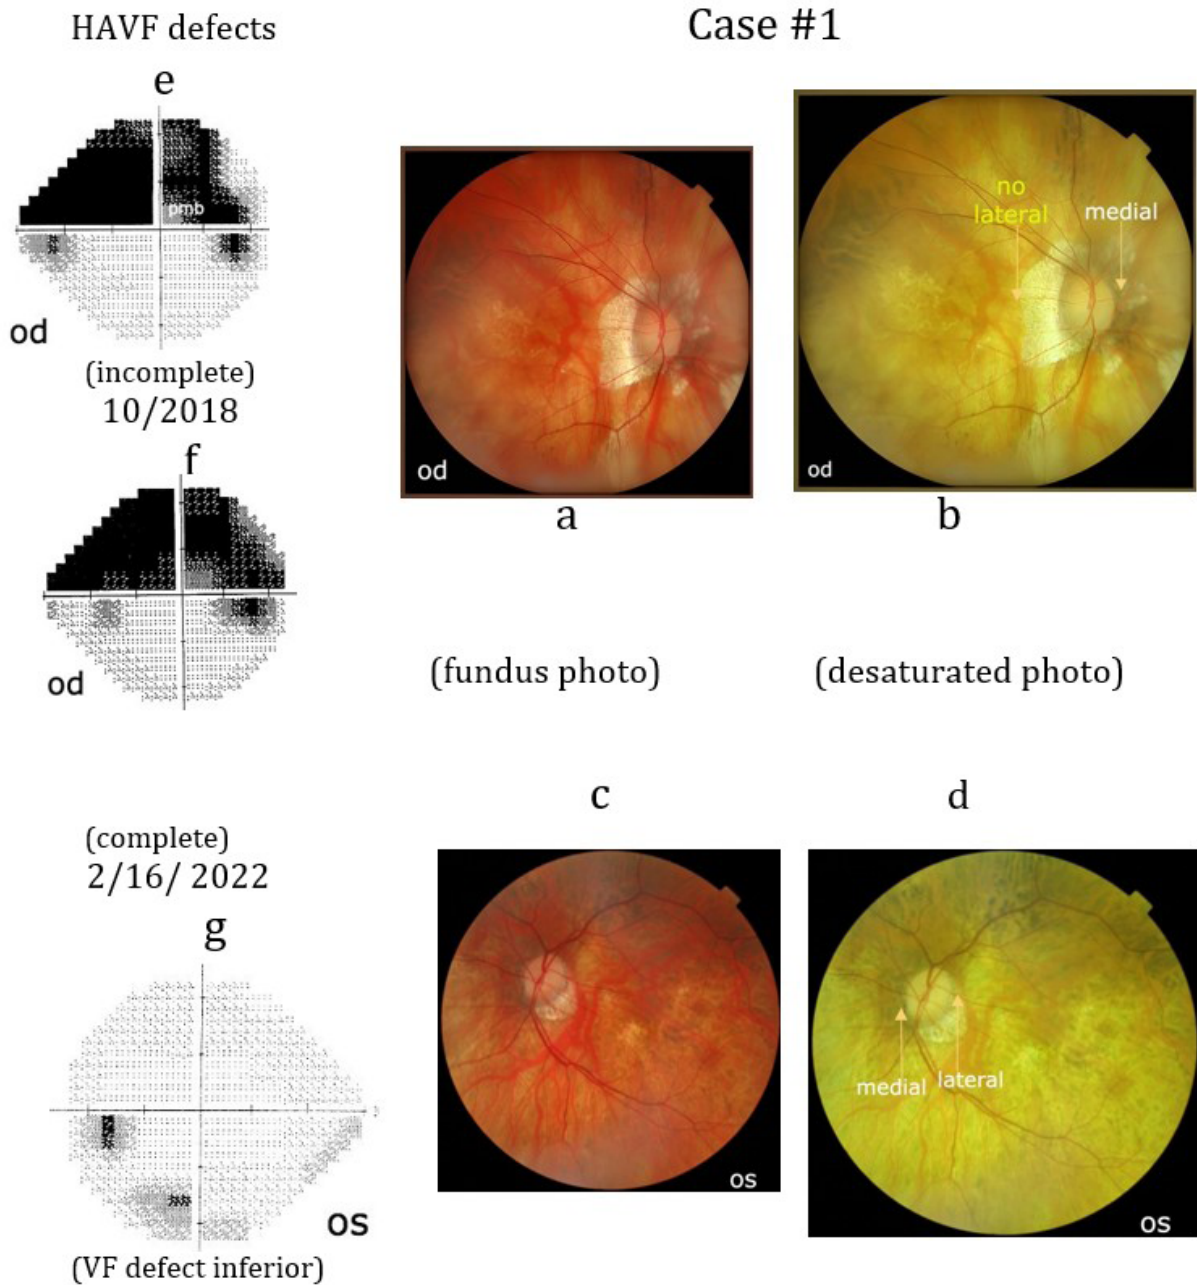 HAVF defects
Case #1
e
pmb
od
(incomplete)
10/2018
f
od
no
lateral
medial
od
od
a
b
(fundus photo)
(desaturated photo)
c
d
(complete)
2/16/ 2022
g
os
(VF defect inferior)
os
medial
lateral
os